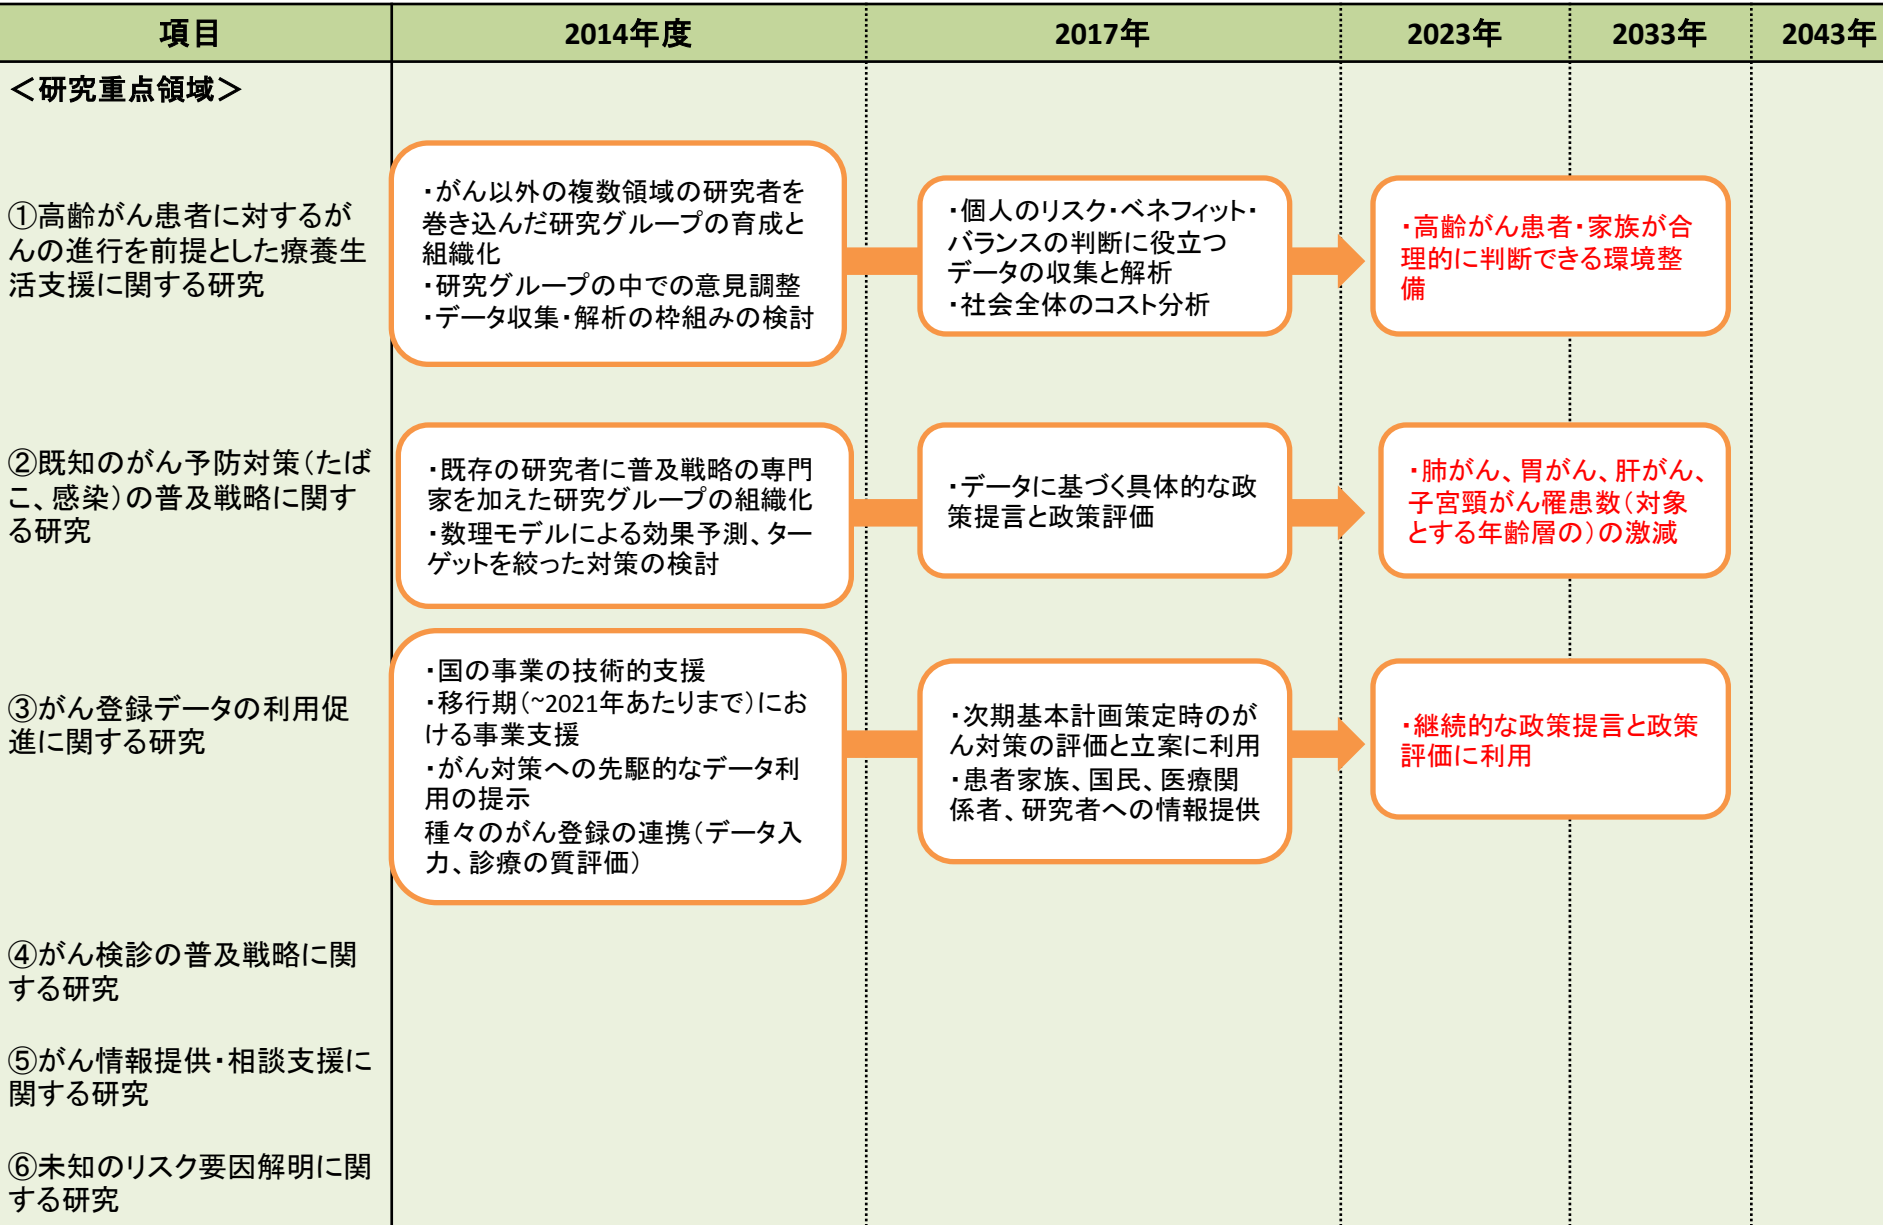 項目 2014年度 2017年 2023年 2033年 2043年
＜研究重点領域＞
①高齢がん患者に対するが
んの進行を前提とした療養生
活支援に関する研究
・がん以外の複数領域の研究者を
巻き込んだ研究グループの育成と
組織化
・研究グループの中での意見調整
・データ収集・解析の枠組みの検討
・個人のリスク・ベネフィット・
バランスの判断に役立つ
データの収集と解析
・社会全体のコスト分析
・高齢がん患者・家族が合
理的に判断できる環境整
備
②既知のがん予防対策（たば
こ、感染）の普及戦略に関す
る研究
・既存の研究者に普及戦略の専門
家を加えた研究グループの組織化
・数理モデルによる効果予測、ター
ゲットを絞った対策の検討
・データに基づく具体的な政
策提言と政策評価
・肺がん、胃がん、肝がん、
子宮頸がん罹患数（対象
とする年齢層の）の激減
③がん登録データの利用促
進に関する研究
・国の事業の技術的支援
・移行期（~2021年あたりまで）にお
ける事業支援
・がん対策への先駆的なデータ利
用の提示
種々のがん登録の連携（データ入
力、診療の質評価）
・次期基本計画策定時のが
ん対策の評価と立案に利用
・患者家族、国民、医療関
係者、研究者への情報提供
・継続的な政策提言と政策
評価に利用
④がん検診の普及戦略に関
する研究
⑤がん情報提供・相談支援に
関する研究
⑥未知のリスク要因解明に関
する研究